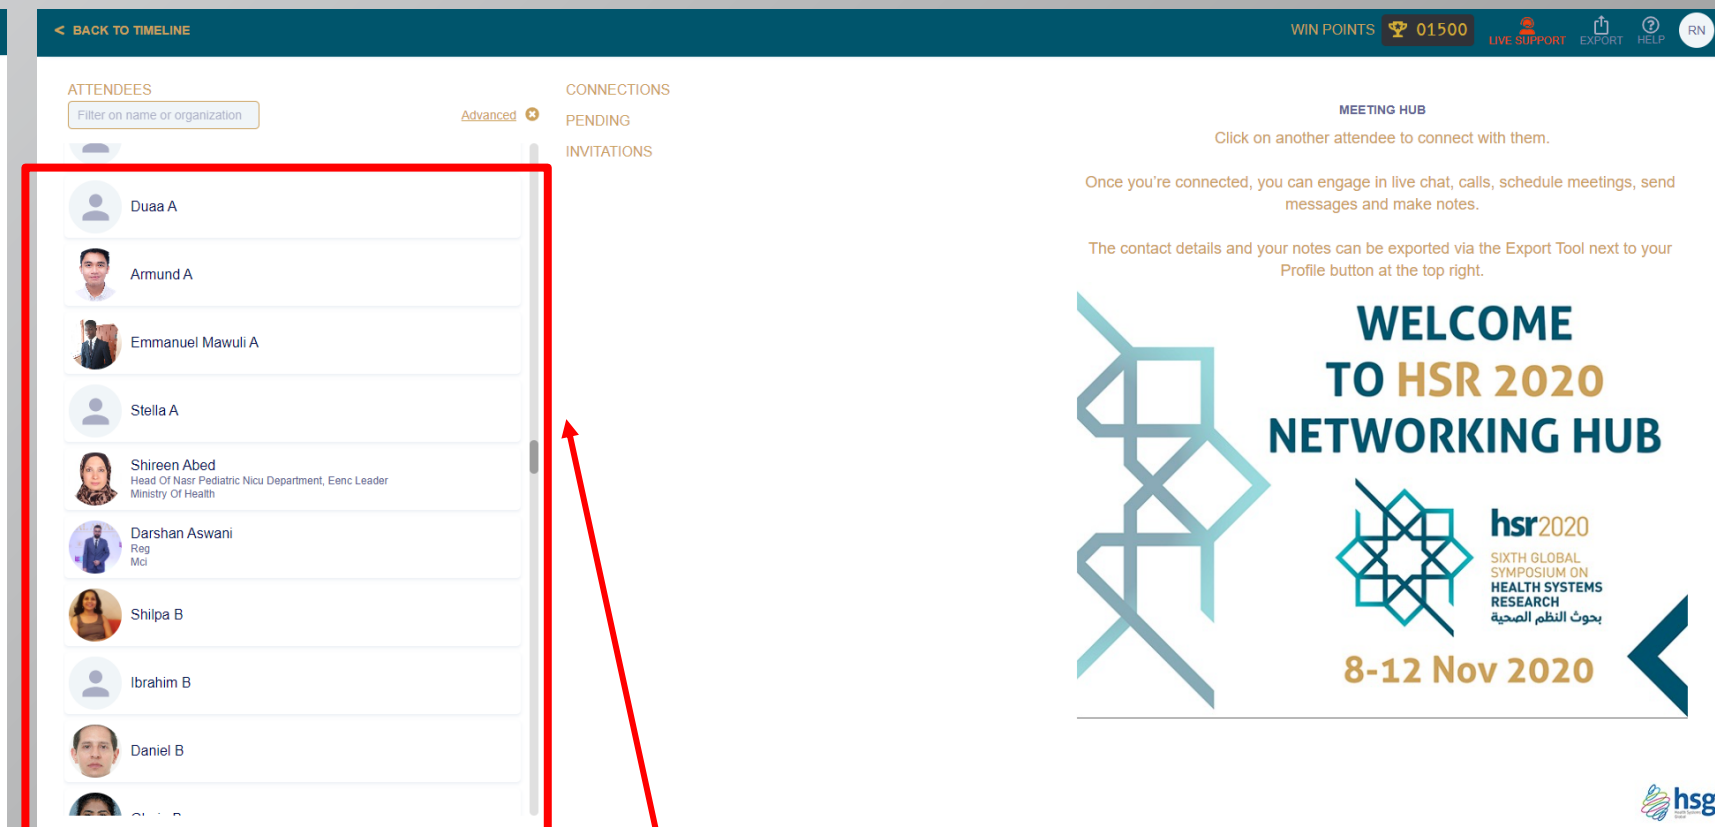 < BACK TO TIMELINE
WIN POINTS 01500
LIVE SUPPORT
EXPORT
HELP
RN
ATTENDEES
Filter on name or organization
Advanced
Duaa A
Armund A
Emmanuel Mawuli A
Stella A
Shireen Abed
Head Of Nasr Pediatric Nicu Department, Eenc Leader
Ministry Of Health
Darshan Aswani
Reg
Mci
Shilpa B
Ibrahim B
Daniel B
CONNECTIONS
PENDING
INVITATIONS
MEETING HUB
Click on another attendee to connect with them.
Once you're connected, you can engage in live chat, calls, schedule meetings, send
messages and make notes.
The contact details and your notes can be exported via the Export Tool next to your
Profile button at the top right.
WELCOME
TO HSR 2020
NETWORKING HUB
hsr2020
SIXTH GLOBAL
SYMPOSIUM ON
HEALTH SYSTEMS
RESEARCH
بحوث النظم الصحية
8-12 Nov 2020
hsg